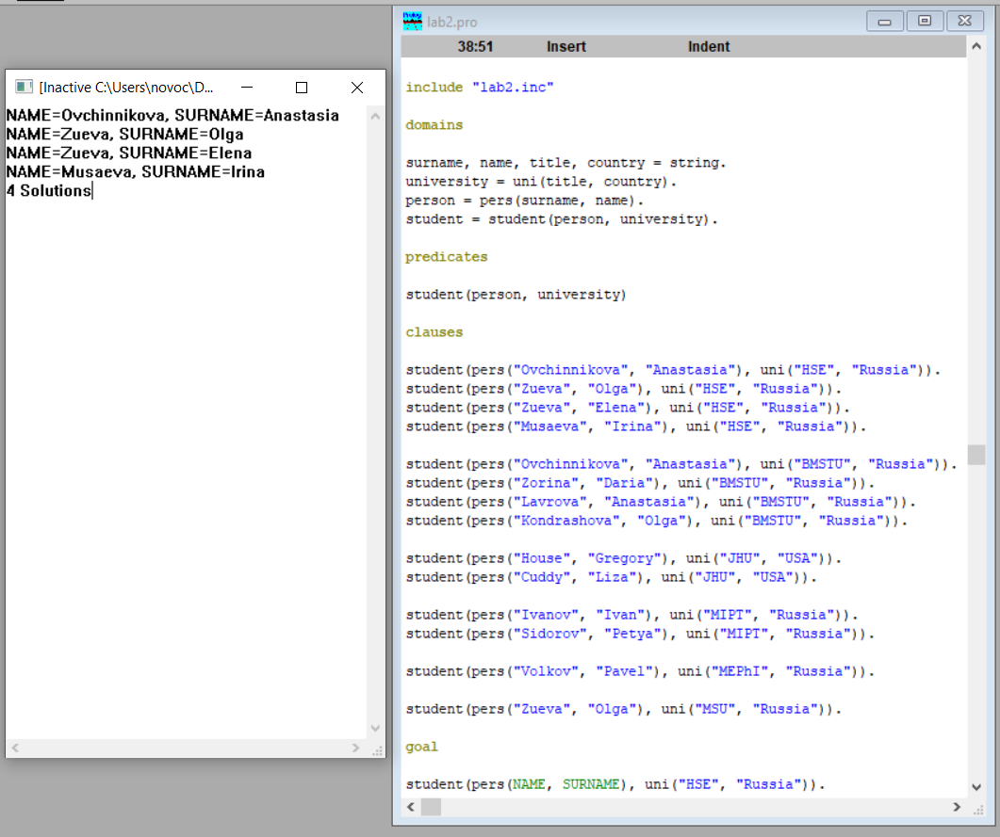 [Inactive C:\Users\novoc\D...
NAME=Ovchinnikova, SURNAME=Anastasia
NAME=Zueva, SURNAME=Olga
NAME=Zueva, SURNAME=Elena
NAME=Musaeva, SURNAME=Irina
4 Solutions
lab2.pro
38:51 Insert Indent
include "lab2.inc"
domains
surname, name, title, country = string.
university = uni(title, country).
person = pers(surname, name).
student = student(person, university).
predicates
student(person, university)
clauses
student(pers("Ovchinnikova", "Anastasia"), uni("HSE", "Russia")).
student(pers("Zueva", "Olga"), uni("HSE", "Russia")).
student(pers("Zueva", "Elena"), uni("HSE", "Russia")).
student(pers("Musaeva", "Irina"), uni("HSE", "Russia")).
student(pers("Ovchinnikova", "Anastasia"), uni("BMSTU", "Russia")).
student(pers("Zorina", "Daria"), uni("BMSTU", "Russia")).
student(pers("Lavrova", "Anastasia"), uni("BMSTU", "Russia")).
student(pers("Kondrashova", "Olga"), uni("BMSTU", "Russia")).
student(pers("House", "Gregory"), uni("JHU", "USA")).
student(pers("Cuddy", "Liza"), uni("JHU", "USA")).
student(pers("Ivanov", "Ivan"), uni("MIPT", "Russia")).
student(pers("Sidorov", "Petya"), uni("MIPT", "Russia")).
student(pers("Volkov", "Pavel"), uni("MEPhI", "Russia")).
student(pers("Zueva", "Olga"), uni("MSU", "Russia")).
goal
student(pers(NAME, SURNAME), uni("HSE", "Russia")).